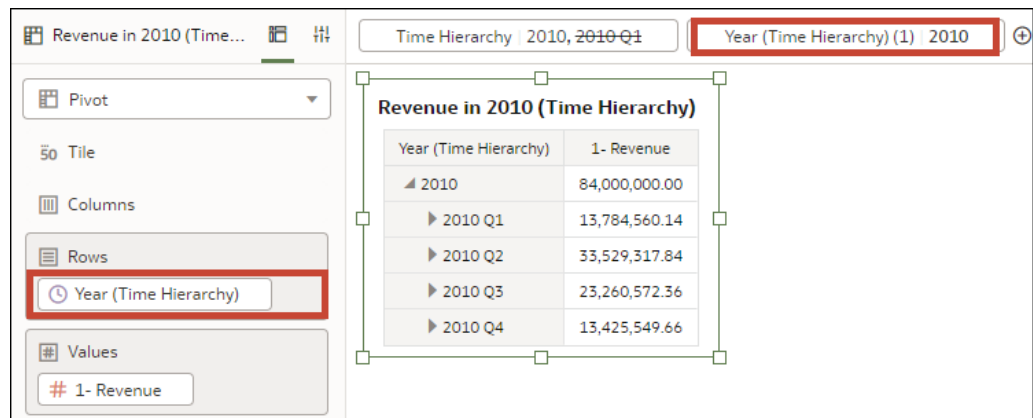 Revenue in 2010 (Time...
Time Hierarchy 2010, 2010 Q1
Year (Time Hierarchy) (1) 2010
Pivot
50 Tile
Columns
Rows
Year (Time Hierarchy)
# Values
# 1- Revenue
Revenue in 2010 (Time Hierarchy)
Year (Time Hierarchy) 1- Revenue
2010 84,000,000.00
2010 Q1 13,784,560.14
2010 Q2 33,529,317.84
2010 Q3 23,260,572.36
2010 Q4 13,425,549.66